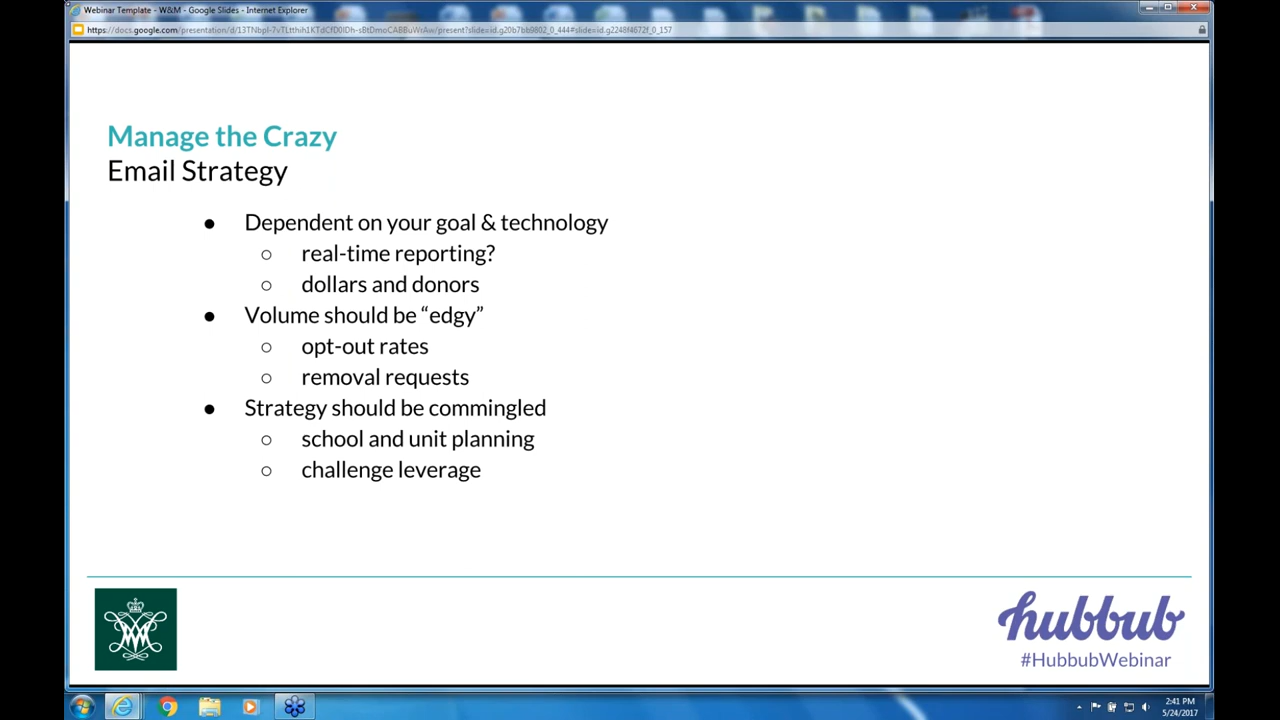 Webinar Template - W&M - Google Slides - Internet Explorer
Manage the Crazy
Email Strategy
● Dependent on your goal & technology
○ real-time reporting?
○ dollars and donors
● Volume should be “edgy”
○ opt-out rates
○ removal requests
● Strategy should be commingled
○ school and unit planning
○ challenge leverage
hubbub
#HubbubWebinar
2:41 PM
5/24/2017